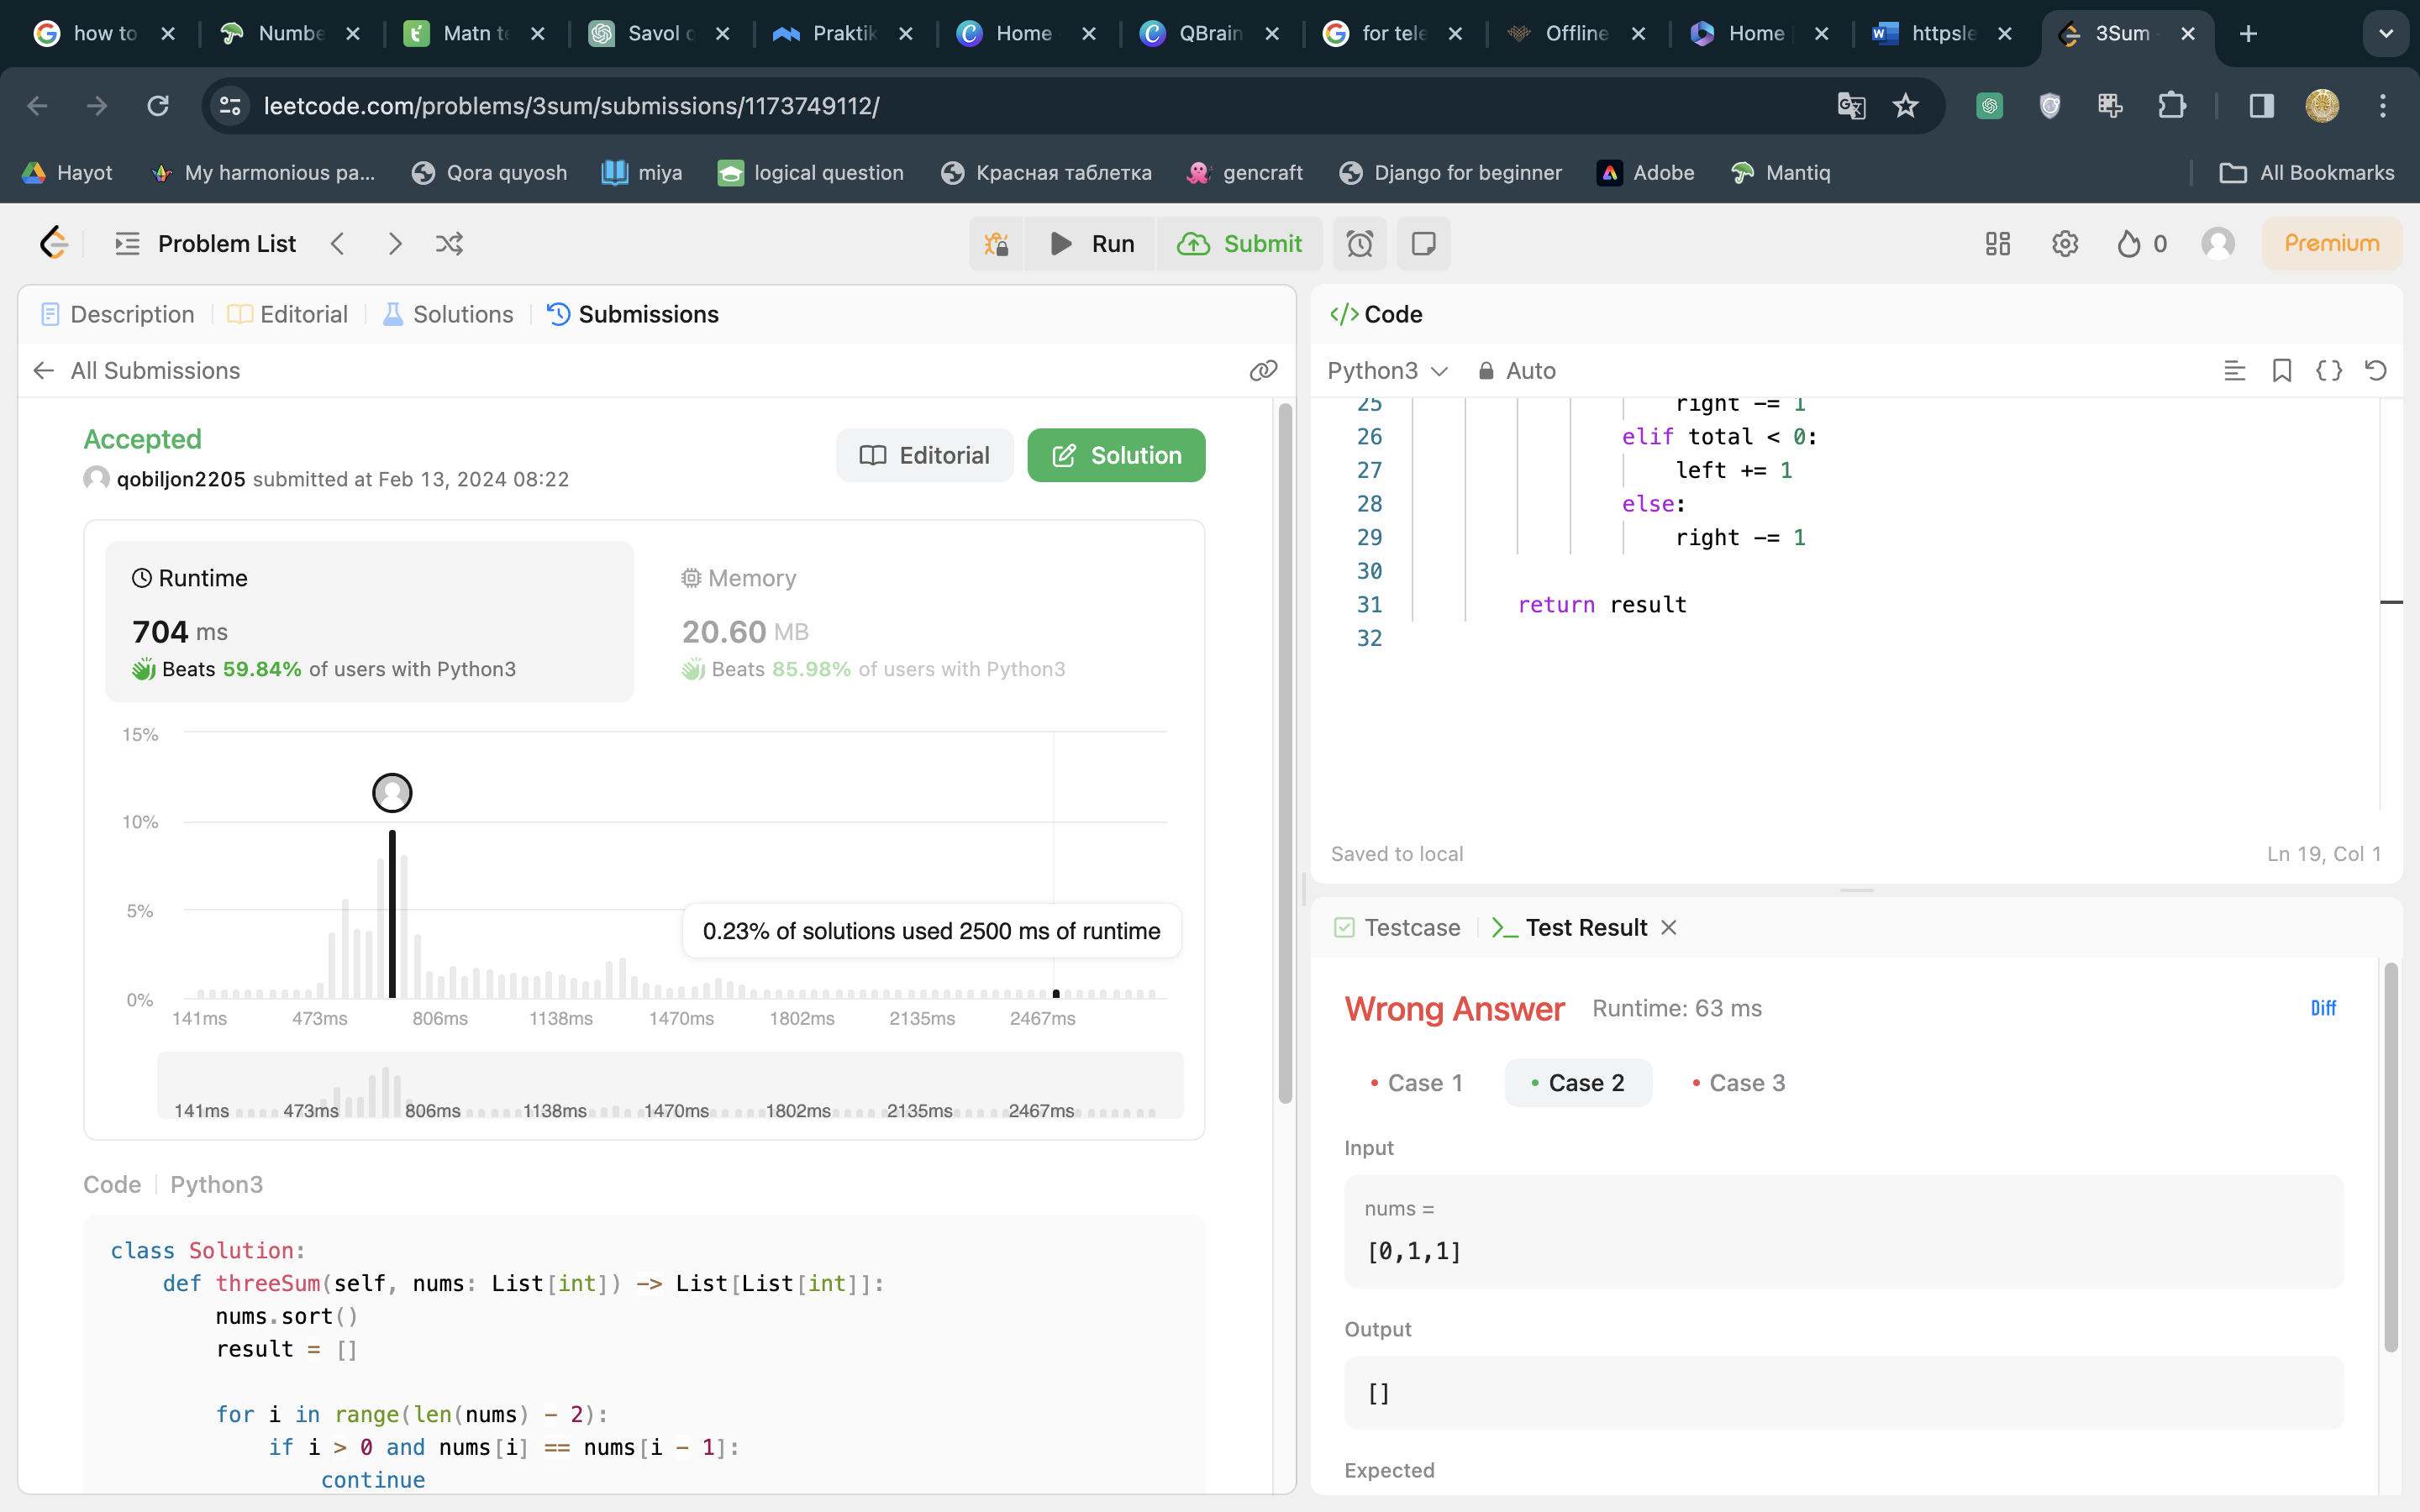 how to
Numbe
Matn te
Savol c
Praktik
Home
QBrain
for tele
Offline
Home
httpsle
3Sum
leetcode.com/problems/3sum/submissions/1173749112/
Hayot
My harmonious pa...
Qora quyosh
miya
logical question
Красная таблетка
gencraft
Django for beginner
Adobe
Mantiq
All Bookmarks
Problem List
Run
Submit
0
Premium
Description
Editorial
Solutions
Submissions
All Submissions
Accepted
qobiljon2205 submitted at Feb 13, 2024 08:22
Editorial
Solution
Runtime
704 ms
Beats 59.84% of users with Python3
Memory
20.60 MB
Beats 85.98% of users with Python3
15%
10%
5%
0%
0.23% of solutions used 2500 ms of runtime
141ms 473ms 806ms 1138ms 1470ms 1802ms 2135ms 2467ms
141ms 473ms 806ms 1138ms 1470ms 1802ms 2135ms 2467ms
Code | Python3
class Solution:
    def threeSum(self, nums: List[int]) -> List[List[int]]:
        nums.sort()
        result = []
        for i in range(len(nums) - 2):
            if i > 0 and nums[i] == nums[i - 1]:
                continue
</> Code
Python3
Auto
25 right -= 1
26 elif total < 0:
27 left += 1
28 else:
29 right -= 1
30
31 return result
32
Saved to local
Ln 19, Col 1
Testcase
>_ Test Result
Wrong Answer
Runtime: 63 ms
Diff
Case 1
Case 2
Case 3
Input
nums =
[0,1,1]
Output
[]
Expected